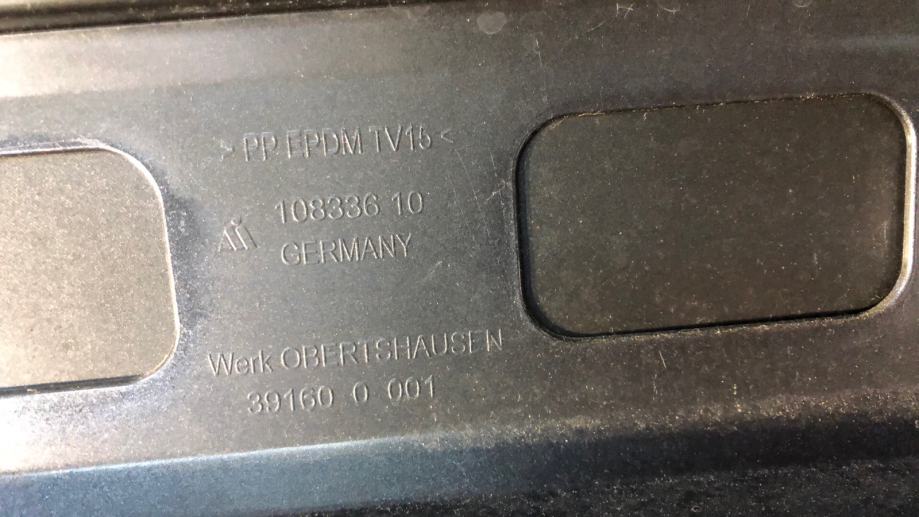 >PP EPDM TV15<
108336 10
GERMANY
Werk OBERTSHAUSEN
39160 0 001